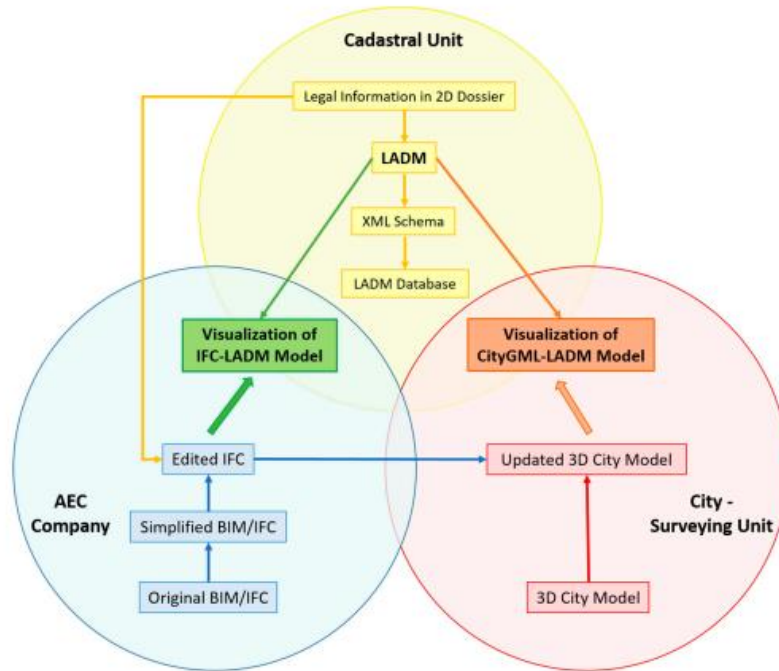 Cadastral Unit
Legal Information in 2D Dossier
LADM
XML Schema
LADM Database
Visualization of
IFC-LADM Model
Visualization of
CityGML-LADM Model
Edited IFC
Updated 3D City Model
AEC
Company
Simplified BIM/IFC
City -
Surveying Unit
Original BIM/IFC
3D City Model